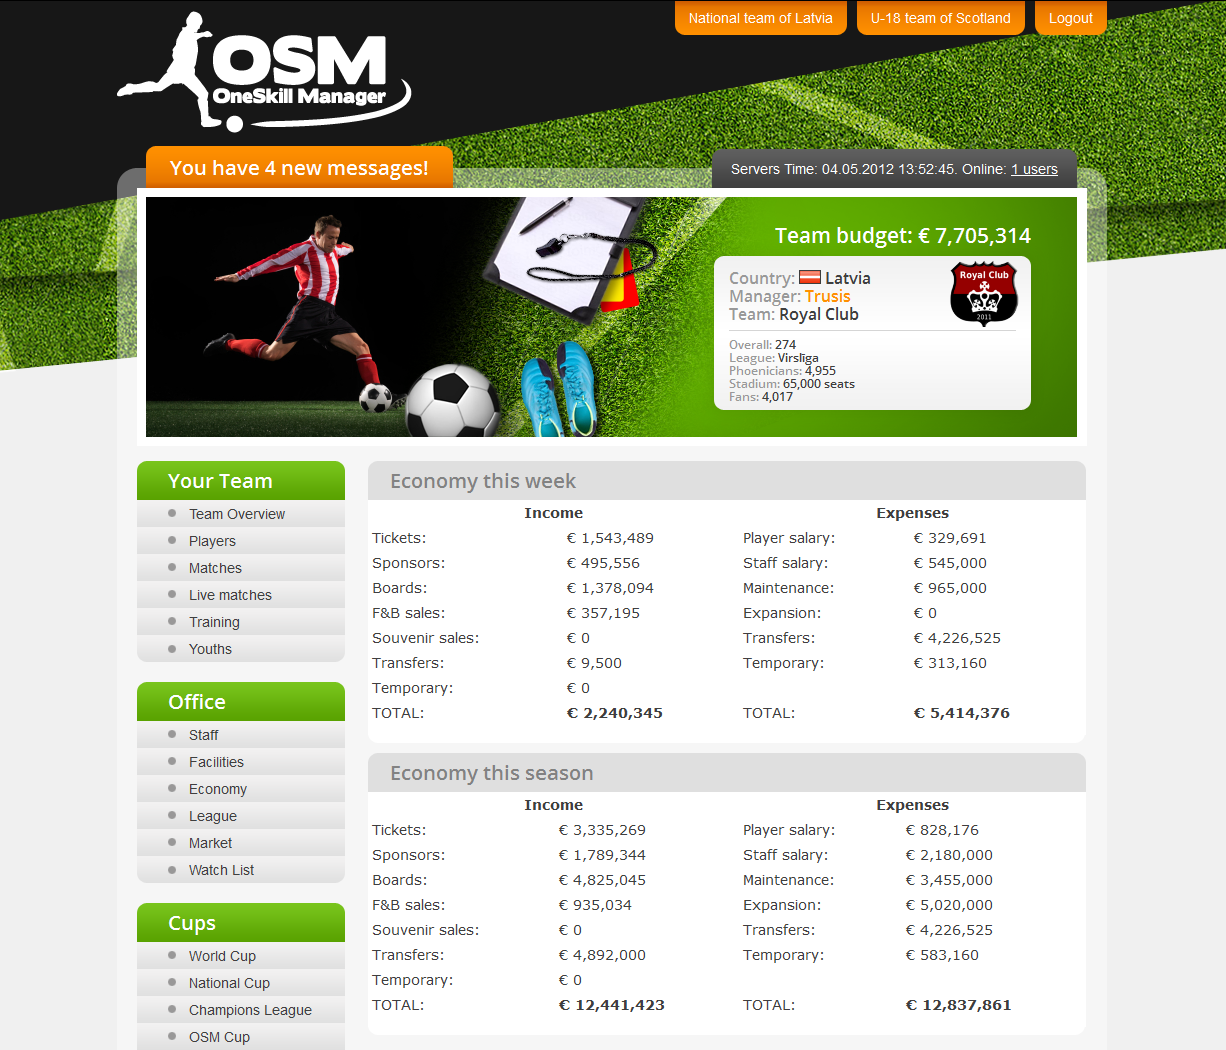 National team of Latvia
U-18 team of Scotland
Logout
OSM
OneSkill Manager
You have 4 new messages!
Servers Time: 04.05.2012 13:52:45. Online: 1 users
Team budget: € 7,705,314
Country: Latvia
Manager: Trusis
Team: Royal Club
Royal Club
2011
Overall: 274
League: Virslīga
Phoenicians: 4,955
Stadium: 65,000 seats
Fans: 4,017
Your Team
Team Overview
Players
Matches
Live matches
Training
Youths
Office
Staff
Facilities
Economy
League
Market
Watch List
Cups
World Cup
National Cup
Champions League
OSM Cup
Economy this week
Income Expenses
Tickets: € 1,543,489 Player salary: € 329,691
Sponsors: € 495,556 Staff salary: € 545,000
Boards: € 1,378,094 Maintenance: € 965,000
F&B sales: € 357,195 Expansion: € 0
Souvenir sales: € 0 Transfers: € 4,226,525
Transfers: € 9,500 Temporary: € 313,160
Temporary: € 0
TOTAL: € 2,240,345 TOTAL: € 5,414,376
Economy this season
Income Expenses
Tickets: € 3,335,269 Player salary: € 828,176
Sponsors: € 1,789,344 Staff salary: € 2,180,000
Boards: € 4,825,045 Maintenance: € 3,455,000
F&B sales: € 935,034 Expansion: € 5,020,000
Souvenir sales: € 0 Transfers: € 4,226,525
Transfers: € 4,892,000 Temporary: € 583,160
Temporary: € 0
TOTAL: € 12,441,423 TOTAL: € 12,837,861